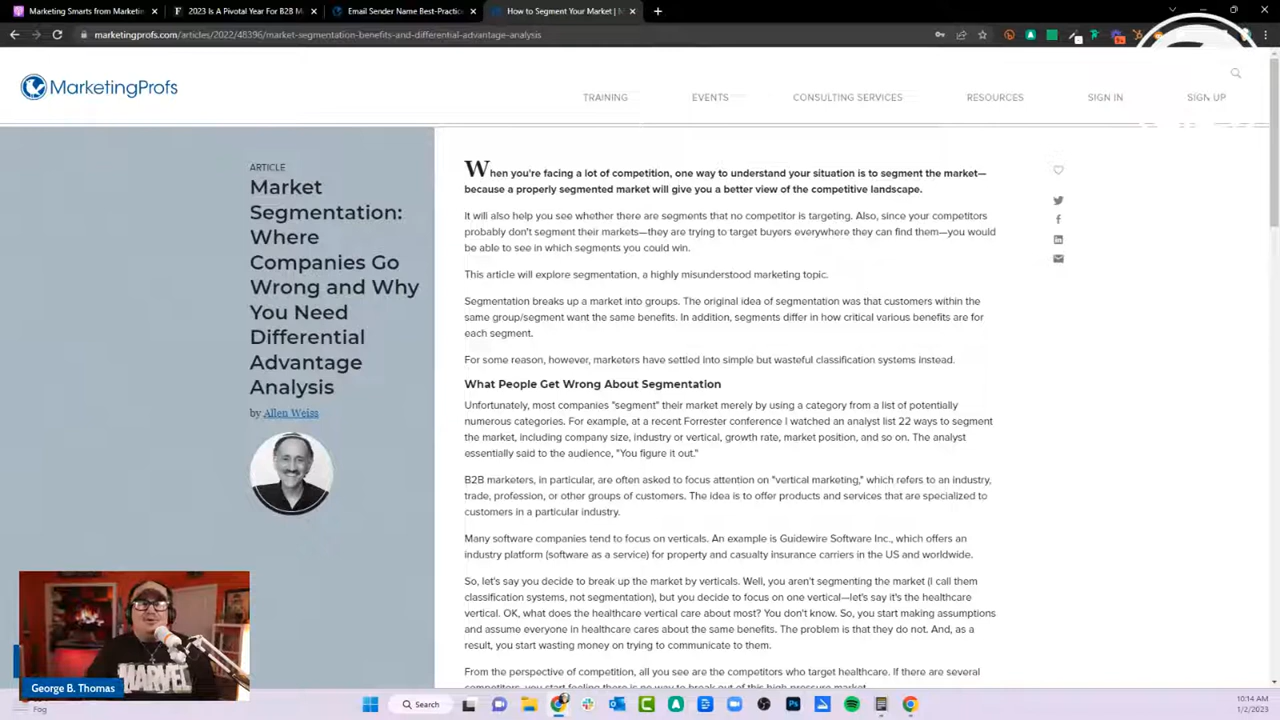 Marketing Smarts from Marketin
2023 Is A Pivotal Year For B2B M
Email Sender Name Best-Practic
How to Segment Your Market | M
marketingprofs.com/articles/2022/48396/market-segmentation-benefits-and-differential-advantage-analysis
MarketingProfs
TRAINING
EVENTS
CONSULTING SERVICES
RESOURCES
SIGN IN
SIGN UP
ARTICLE
Market
Segmentation:
Where
Companies Go
Wrong and Why
You Need
Differential
Advantage
Analysis
by Allen Weiss
When you're facing a lot of competition, one way to understand your situation is to segment the market—
because a properly segmented market will give you a better view of the competitive landscape.
It will also help you see whether there are segments that no competitor is targeting. Also, since your competitors
probably don't segment their markets—they are trying to target buyers everywhere they can find them—you would
be able to see in which segments you could win.
This article will explore segmentation, a highly misunderstood marketing topic.
Segmentation breaks up a market into groups. The original idea of segmentation was that customers within the
same group/segment want the same benefits. In addition, segments differ in how critical various benefits are for
each segment.
For some reason, however, marketers have settled into simple but wasteful classification systems instead.
What People Get Wrong About Segmentation
Unfortunately, most companies "segment" their market merely by using a category from a list of potentially
numerous categories. For example, at a recent Forrester conference I watched an analyst list 22 ways to segment
the market, including company size, industry or vertical, growth rate, market position, and so on. The analyst
essentially said to the audience, "You figure it out."
B2B marketers, in particular, are often asked to focus attention on "vertical marketing," which refers to an industry,
trade, profession, or other groups of customers. The idea is to offer products and services that are specialized to
customers in a particular industry.
Many software companies tend to focus on verticals. An example is Guidewire Software Inc., which offers an
industry platform (software as a service) for property and casualty insurance carriers in the US and worldwide.
So, let's say you decide to break up the market by verticals. Well, you aren't segmenting the market (I call them
classification systems, not segmentation), but you decide to focus on one vertical—let's say it's the healthcare
vertical. OK, what does the healthcare vertical care about most? You don't know. So, you start making assumptions
and assume everyone in healthcare cares about the same benefits. The problem is that they do not. And, as a
result, you start wasting money on trying to communicate to them.
From the perspective of competition, all you see are the competitors who target healthcare. If there are several
competitors, you start feeling there is no way to break out of this high pressure market.
MARVEL
George B. Thomas
Fog
Search
10:14 AM
1/2/2023